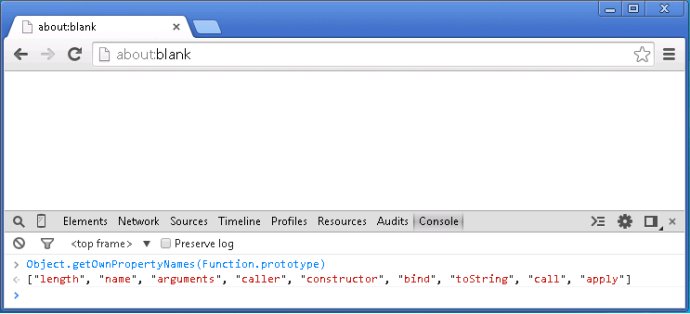 about:blank
about:blank
Elements Network Sources Timeline Profiles Resources Audits Console
<top frame> Preserve log
Object.getOwnPropertyNames(Function.prototype)
["length", "name", "arguments", "caller", "constructor", "bind", "toString", "call", "apply"]